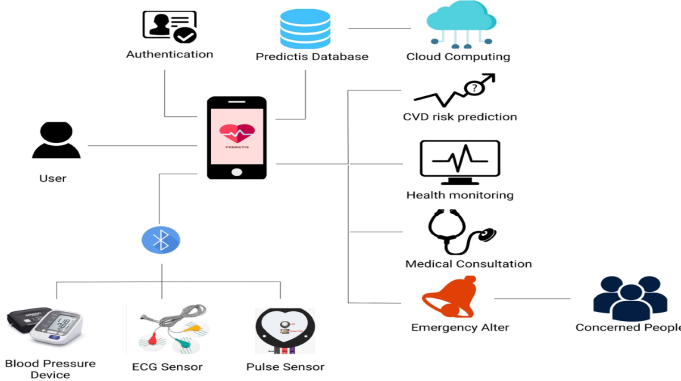 Authentication
Predictis Database
Cloud Computing
CVD risk prediction
PREDICTIS
User
Health monitoring
Medical Consultation
Emergency Alter
Concerned People
Blood Pressure
Device
ECG Sensor
Pulse Sensor